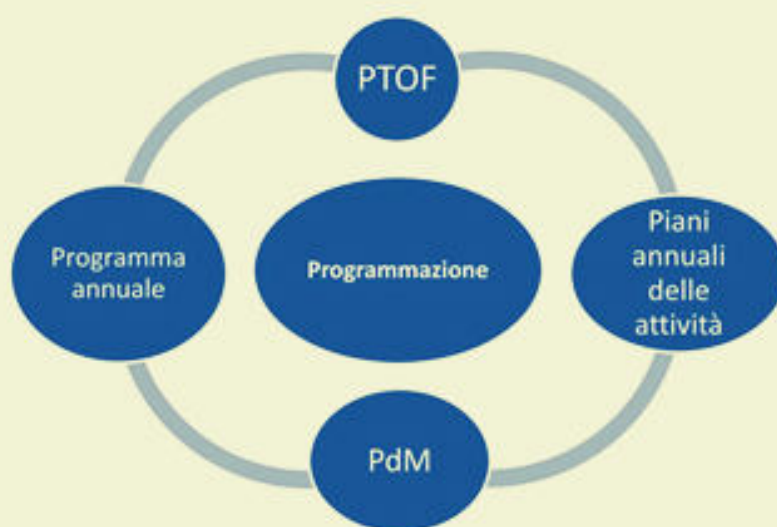 PTOF
Programma
annuale
Programmazione
Piani
annuali
delle
attività
PdM